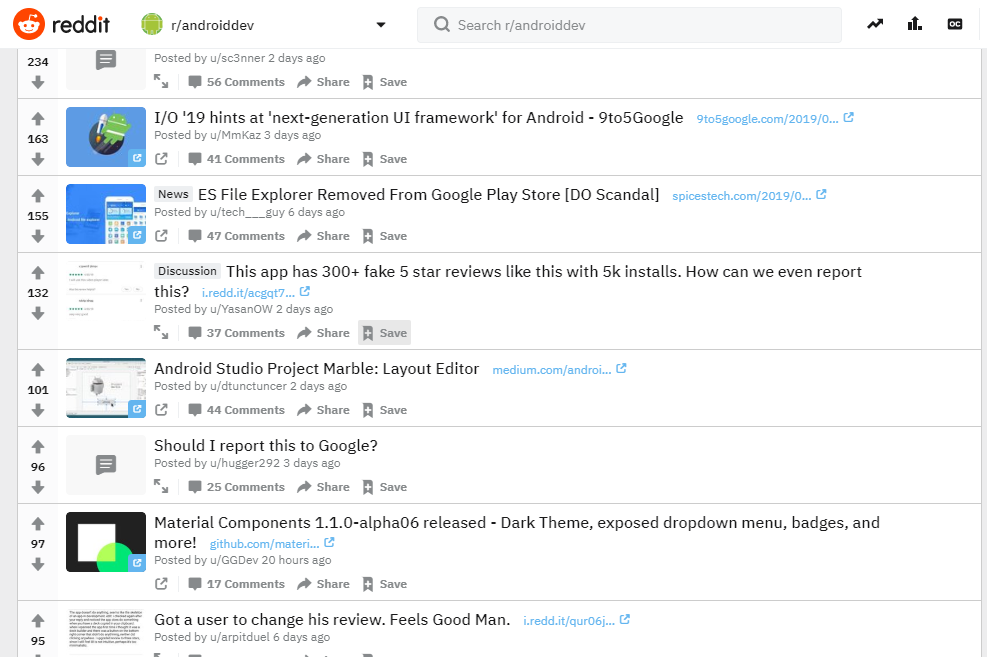 reddit
r/androiddev
Search r/androiddev
234
Posted by u/sc3nner 2 days ago
56 Comments Share Save
163
I/O '19 hints at 'next-generation UI framework' for Android - 9to5Google 9to5google.com/2019/0...
Posted by u/MmKaz 3 days ago
41 Comments Share Save
155
News ES File Explorer Removed From Google Play Store [DO Scandal] spicestech.com/2019/0...
Posted by u/tech___guy 6 days ago
47 Comments Share Save
132
Discussion This app has 300+ fake 5 star reviews like this with 5k installs. How can we even report
this? i.redd.it/acgqt7...
Posted by u/YasanOW 2 days ago
37 Comments Share Save
101
Android Studio Project Marble: Layout Editor medium.com/androi...
Posted by u/dtunctuncer 2 days ago
44 Comments Share Save
96
Should I report this to Google?
Posted by u/hugger292 3 days ago
25 Comments Share Save
97
Material Components 1.1.0-alpha06 released - Dark Theme, exposed dropdown menu, badges, and
more! github.com/materi...
Posted by u/GGDev 20 hours ago
17 Comments Share Save
95
Got a user to change his review. Feels Good Man. i.redd.it/qur06j...
Posted by u/arpitduel 6 days ago